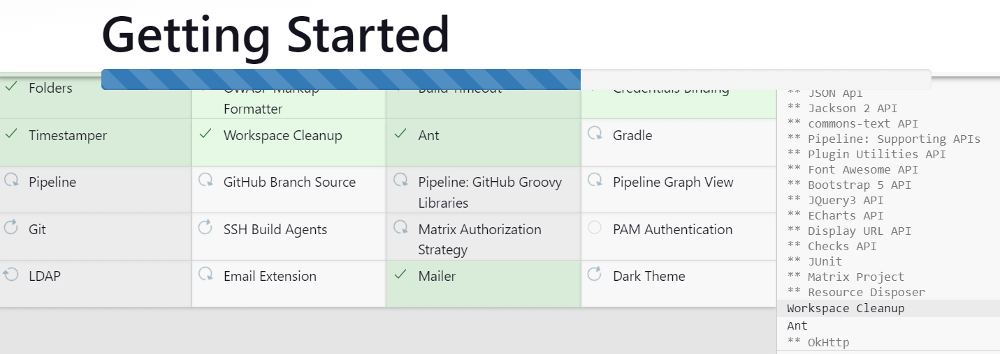 Getting Started
Folders
OWASP Markup
Formatter
Build Timeout
Credentials Binding
Timestamper
Workspace Cleanup
Ant
Gradle
Pipeline
GitHub Branch Source
Pipeline: GitHub Groovy
Libraries
Pipeline Graph View
Git
SSH Build Agents
Matrix Authorization
Strategy
PAM Authentication
LDAP
Email Extension
Mailer
Dark Theme
** JSON Api
** Jackson 2 API
** commons-text API
** Pipeline: Supporting APIs
** Plugin Utilities API
** Font Awesome API
** Bootstrap 5 API
** JQuery3 API
** ECharts API
** Display URL API
** Checks API
** JUnit
** Matrix Project
** Resource Disposer
Workspace Cleanup
Ant
** OkHttp